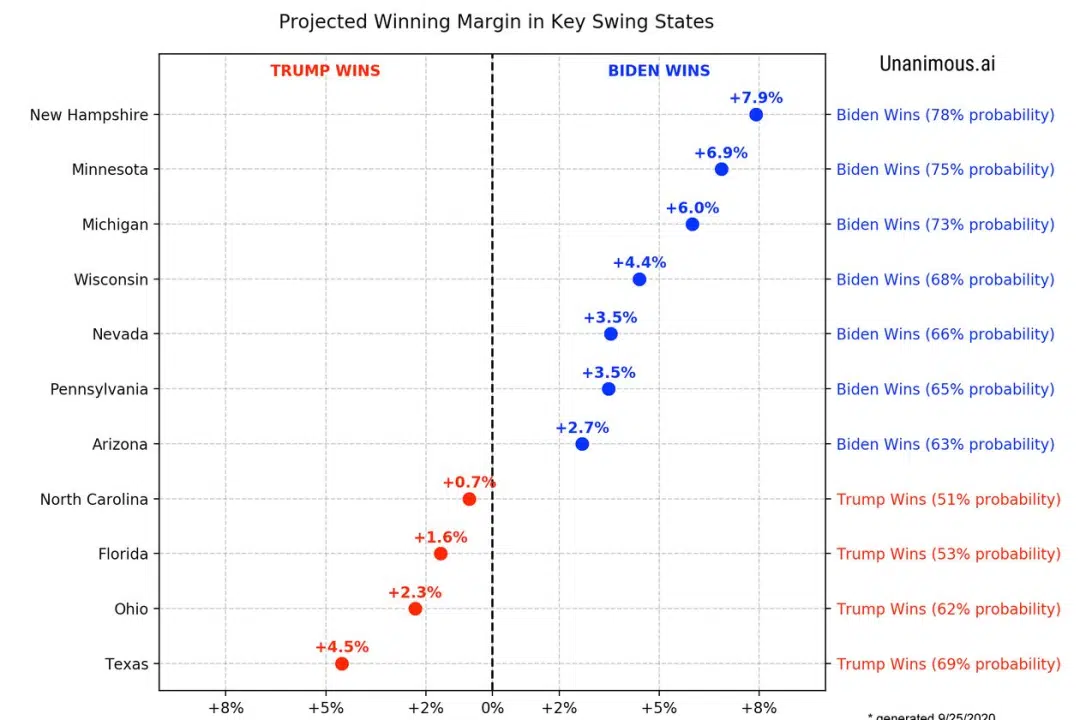 Projected Winning Margin in Key Swing States
Unanimous.ai
TRUMP WINS BIDEN WINS
+7.9%
New Hampshire Biden Wins (78% probability)
+6.9%
Minnesota Biden Wins (75% probability)
+6.0%
Michigan Biden Wins (73% probability)
+4.4%
Wisconsin Biden Wins (68% probability)
+3.5%
Nevada Biden Wins (66% probability)
+3.5%
Pennsylvania Biden Wins (65% probability)
+2.7%
Arizona Biden Wins (63% probability)
+0.7%
North Carolina Trump Wins (51% probability)
+1.6%
Florida Trump Wins (53% probability)
+2.3%
Ohio Trump Wins (62% probability)
+4.5%
Texas Trump Wins (69% probability)
+8% +5% +2% 0% +2% +5% +8%
* generated 9/25/2020